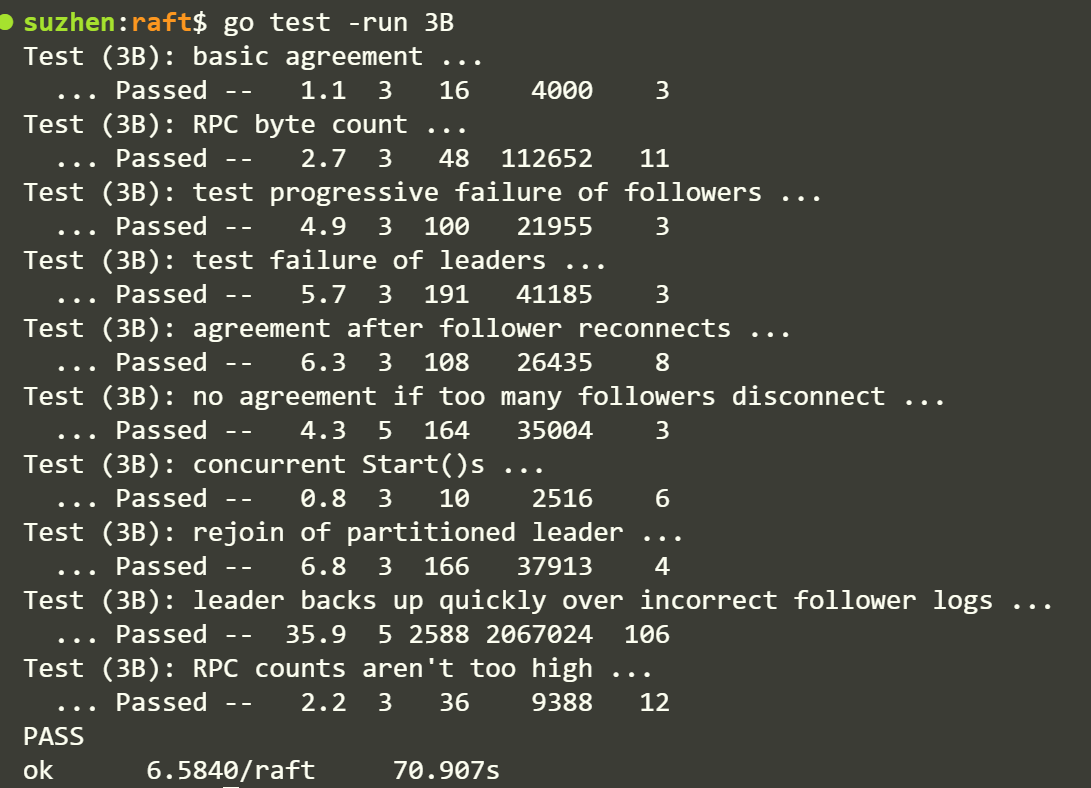 suzhen:raft$ go test -run 3B
Test (3B): basic agreement ...
  ... Passed --   1.1  3   16    4000    3
Test (3B): RPC byte count ...
  ... Passed --   2.7  3   48  112652   11
Test (3B): test progressive failure of followers ...
  ... Passed --   4.9  3  100   21955    3
Test (3B): test failure of leaders ...
  ... Passed --   5.7  3  191   41185    3
Test (3B): agreement after follower reconnects ...
  ... Passed --   6.3  3  108   26435    8
Test (3B): no agreement if too many followers disconnect ...
  ... Passed --   4.3  5  164   35004    3
Test (3B): concurrent Start()s ...
  ... Passed --   0.8  3   10    2516    6
Test (3B): rejoin of partitioned leader ...
  ... Passed --   6.8  3  166   37913    4
Test (3B): leader backs up quickly over incorrect follower logs ...
  ... Passed --  35.9  5 2588 2067024  106
Test (3B): RPC counts aren't too high ...
  ... Passed --   2.2  3   36    9388   12
PASS
ok      6.5840/raft     70.907s